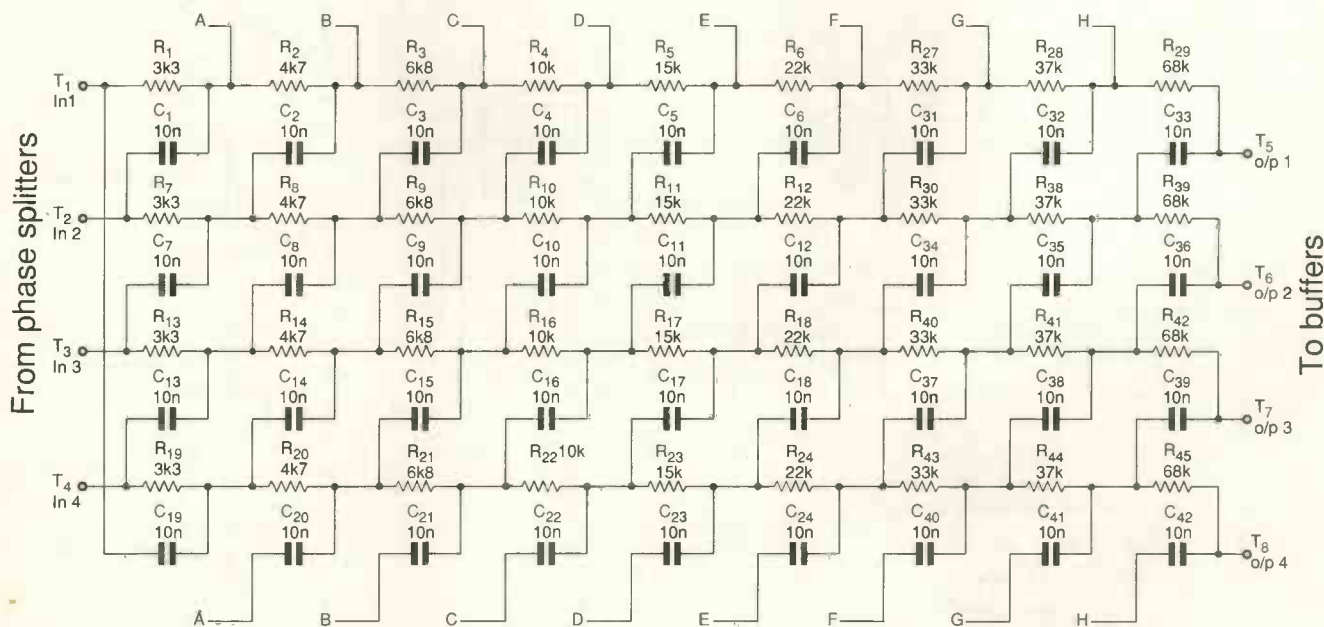 A B C D E F G H
R1 R2 R3 R4 R5 R6 R27 R28 R29
3k3 4k7 6k8 10k 15k 22k 33k 37k 68k
T1
In1
C1 C2 C3 C4 C5 C6 C31 C32 C33
10n 10n 10n 10n 10n 10n 10n 10n 10n
T5
o/p 1
R7 R8 R9 R10 R11 R12 R30 R38 R39
3k3 4k7 6k8 10k 15k 22k 33k 37k 68k
T2
In 2
C7 C8 C9 C10 C11 C12 C34 C35 C36
10n 10n 10n 10n 10n 10n 10n 10n 10n
T6
o/p 2
From phase splitters
To buffers
R13 R14 R15 R16 R17 R18 R40 R41 R42
3k3 4k7 6k8 10k 15k 22k 33k 37k 68k
T3
In 3
C13 C14 C15 C16 C17 C18 C37 C38 C39
10n 10n 10n 10n 10n 10n 10n 10n 10n
T7
o/p 3
R19 R20 R21 R22 10k R23 R24 R43 R44 R45
3k3 4k7 6k8 15k 22k 33k 37k 68k
T4
In 4
C19 C20 C21 C22 C23 C24 C40 C41 C42
10n 10n 10n 10n 10n 10n 10n 10n 10n
T8
o/p 4
A B C D E F G H